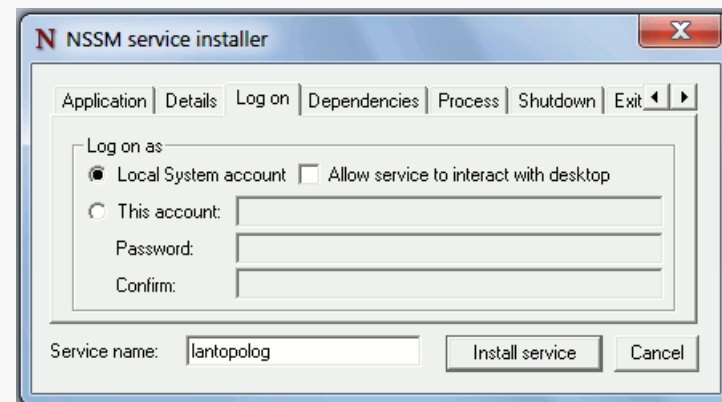 N NSSM service installer
Application Details Log on Dependencies Process Shutdown Exit
Log on as
Local System account Allow service to interact with desktop
This account:
Password:
Confirm:
Service name: lantopolog Install service Cancel